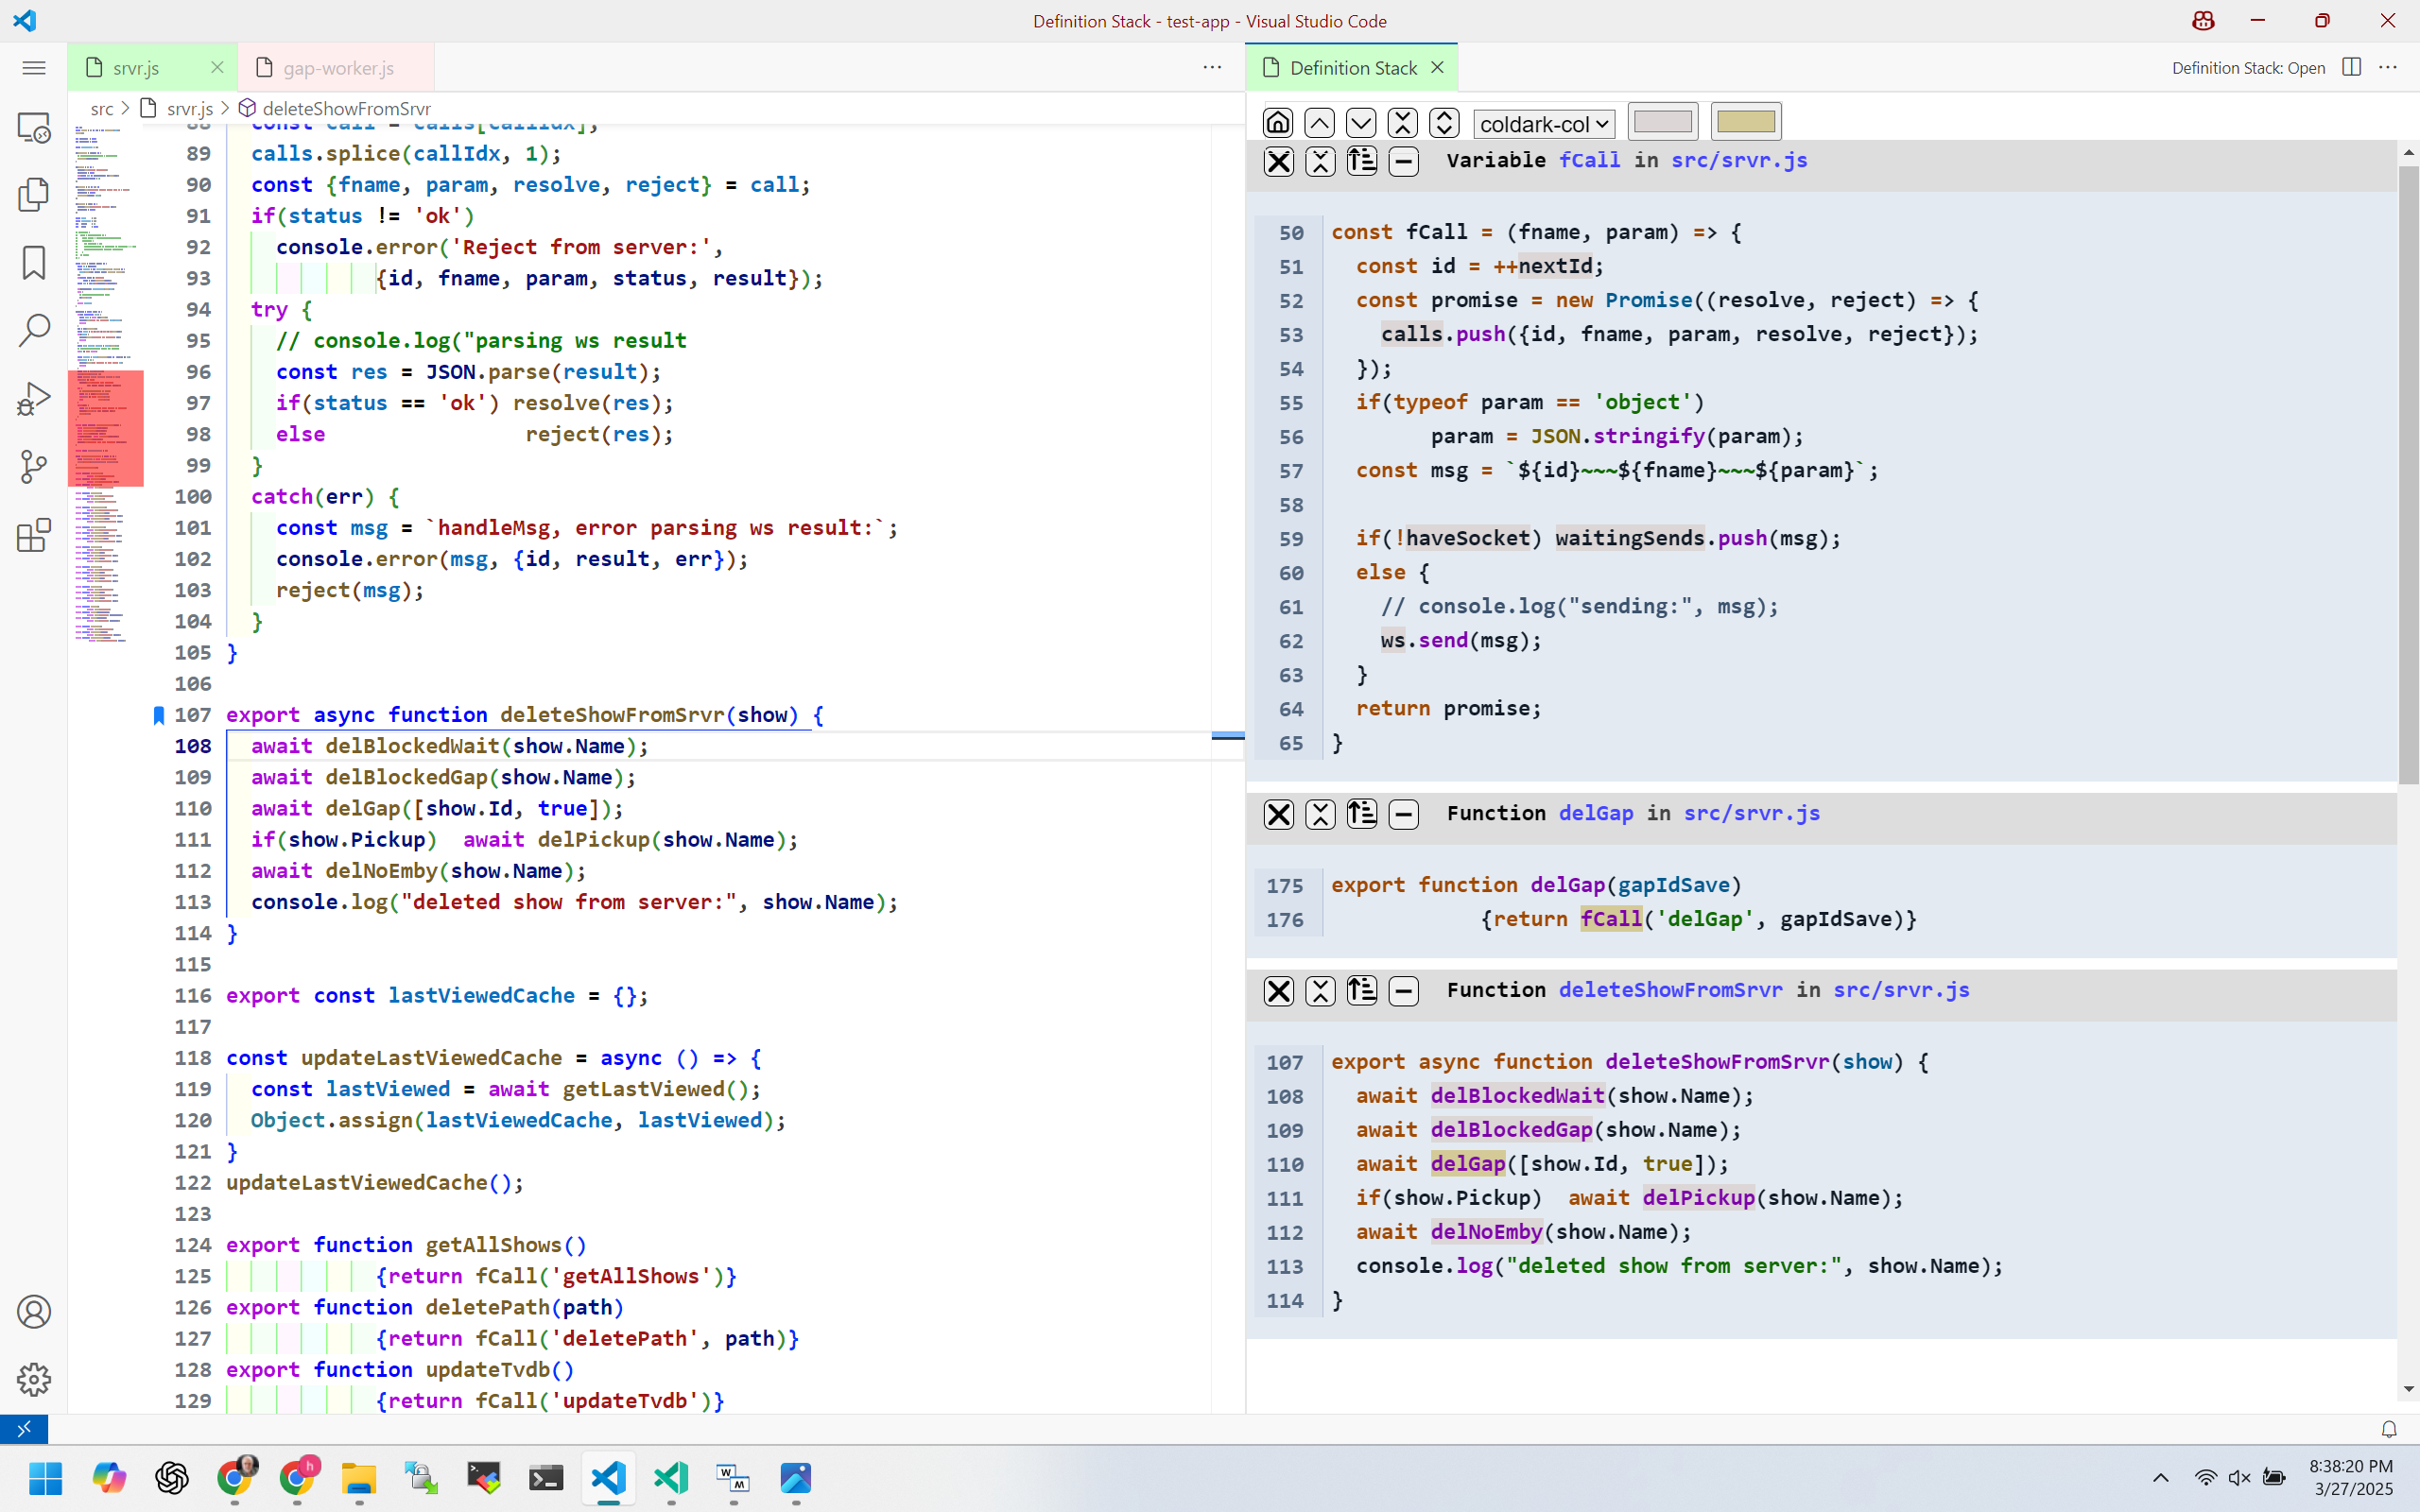 Definition Stack - test-app - Visual Studio Code
srvr.js
gap-worker.js
src > srvr.js > deleteShowFromSrvr
88 const call = calls[callIdx];
89 calls.splice(callIdx, 1);
90 const {fname, param, resolve, reject} = call;
91 if(status != 'ok')
92 console.error('Reject from server:',
93 {id, fname, param, status, result});
94 try {
95 // console.log("parsing ws result
96 const res = JSON.parse(result);
97 if(status == 'ok') resolve(res);
98 else reject(res);
99 }
100 catch(err) {
101 const msg = `handleMsg, error parsing ws result:`;
102 console.error(msg, {id, result, err});
103 reject(msg);
104 }
105 }
106
107 export async function deleteShowFromSrvr(show) {
108 await delBlockedWait(show.Name);
109 await delBlockedGap(show.Name);
110 await delGap([show.Id, true]);
111 if(show.Pickup) await delPickup(show.Name);
112 await delNoEmby(show.Name);
113 console.log("deleted show from server:", show.Name);
114 }
115
116 export const lastViewedCache = {};
117
118 const updateLastViewedCache = async () => {
119 const lastViewed = await getLastViewed();
120 Object.assign(lastViewedCache, lastViewed);
121 }
122 updateLastViewedCache();
123
124 export function getAllShows()
125 {return fCall('getAllShows')}
126 export function deletePath(path)
127 {return fCall('deletePath', path)}
128 export function updateTvdb()
129 {return fCall('updateTvdb')}
Definition Stack
Definition Stack: Open
coldark-col
Variable fCall in src/srvr.js
50 const fCall = (fname, param) => {
51 const id = ++nextId;
52 const promise = new Promise((resolve, reject) => {
53 calls.push({id, fname, param, resolve, reject});
54 });
55 if(typeof param == 'object')
56 param = JSON.stringify(param);
57 const msg = `${id}~~~${fname}~~~${param}`;
58
59 if(!haveSocket) waitingSends.push(msg);
60 else {
61 // console.log("sending:", msg);
62 ws.send(msg);
63 }
64 return promise;
65 }
Function delGap in src/srvr.js
175 export function delGap(gapIdSave)
176 {return fCall('delGap', gapIdSave)}
Function deleteShowFromSrvr in src/srvr.js
107 export async function deleteShowFromSrvr(show) {
108 await delBlockedWait(show.Name);
109 await delBlockedGap(show.Name);
110 await delGap([show.Id, true]);
111 if(show.Pickup) await delPickup(show.Name);
112 await delNoEmby(show.Name);
113 console.log("deleted show from server:", show.Name);
114 }
8:38:20 PM
3/27/2025